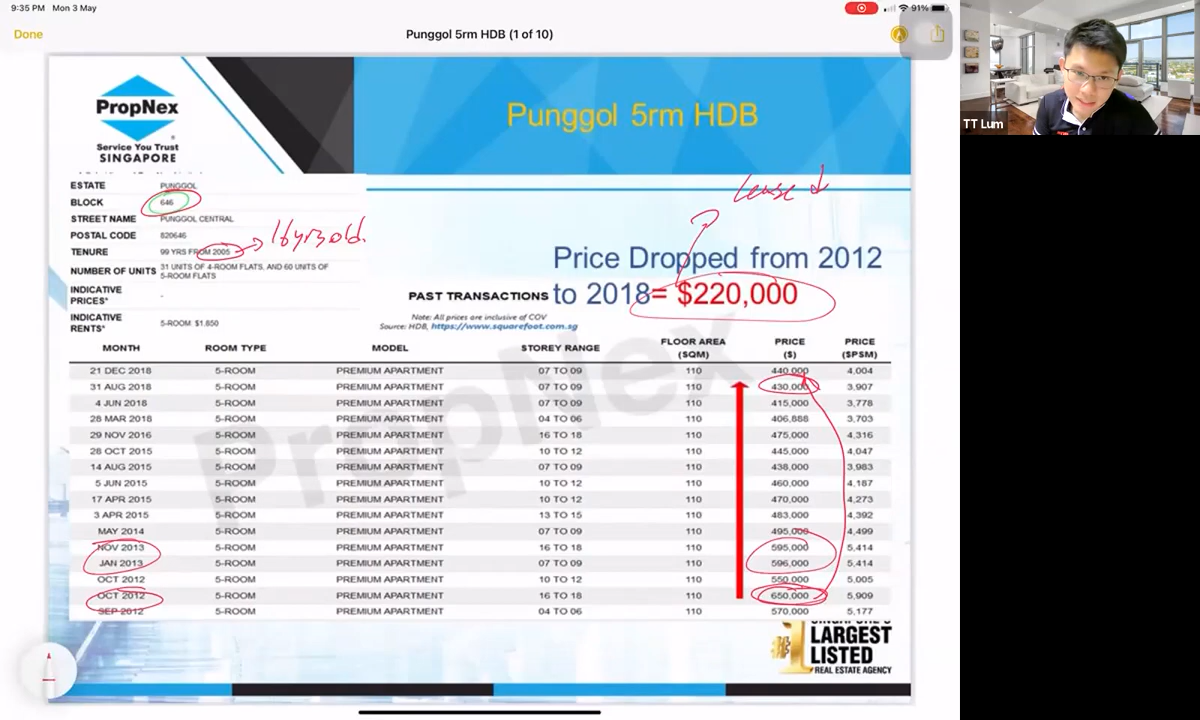 9:35 PM Mon 3 May
91%
Done
Punggol 5rm HDB (1 of 10)
TT Lum
PropNex
Service You Trust
SINGAPORE
Punggol 5rm HDB
lease ↓
ESTATE PUNGGOL
BLOCK 646
STREET NAME PUNGGOL CENTRAL
POSTAL CODE 820646
TENURE 99 YRS FROM 2005 → 16yrs old.
NUMBER OF UNITS 31 UNITS OF 4-ROOM FLATS, AND 60 UNITS OF
5-ROOM FLATS
INDICATIVE
PRICES* -
INDICATIVE
RENTS* 5-ROOM: $1,850
Price Dropped from 2012
to 2018= $220,000
PAST TRANSACTIONS
Note: All prices are inclusive of COV
Source: HDB, https://www.squarefoot.com.sg
MONTH ROOM TYPE MODEL STOREY RANGE FLOOR AREA (SQM) PRICE ($) PRICE ($PSM)
21 DEC 2018 5-ROOM PREMIUM APARTMENT 07 TO 09 110 440,000 4,004
31 AUG 2018 5-ROOM PREMIUM APARTMENT 07 TO 09 110 430,000 3,907
4 JUN 2018 5-ROOM PREMIUM APARTMENT 07 TO 09 110 415,000 3,778
28 MAR 2018 5-ROOM PREMIUM APARTMENT 04 TO 06 110 406,888 3,703
29 NOV 2016 5-ROOM PREMIUM APARTMENT 16 TO 18 110 475,000 4,316
28 OCT 2015 5-ROOM PREMIUM APARTMENT 10 TO 12 110 445,000 4,047
14 AUG 2015 5-ROOM PREMIUM APARTMENT 07 TO 09 110 438,000 3,983
5 JUN 2015 5-ROOM PREMIUM APARTMENT 10 TO 12 110 460,000 4,187
17 APR 2015 5-ROOM PREMIUM APARTMENT 10 TO 12 110 470,000 4,273
3 APR 2015 5-ROOM PREMIUM APARTMENT 13 TO 15 110 483,000 4,392
MAY 2014 5-ROOM PREMIUM APARTMENT 07 TO 09 110 495,000 4,499
NOV 2013 5-ROOM PREMIUM APARTMENT 16 TO 18 110 595,000 5,414
JAN 2013 5-ROOM PREMIUM APARTMENT 07 TO 09 110 596,000 5,414
OCT 2012 5-ROOM PREMIUM APARTMENT 10 TO 12 110 550,000 5,005
OCT 2012 5-ROOM PREMIUM APARTMENT 16 TO 18 110 650,000 5,909
SEP 2012 5-ROOM PREMIUM APARTMENT 04 TO 06 110 570,000 5,177
PropNex
#1 SINGAPORE'S
LARGEST
LISTED
REAL ESTATE AGENCY